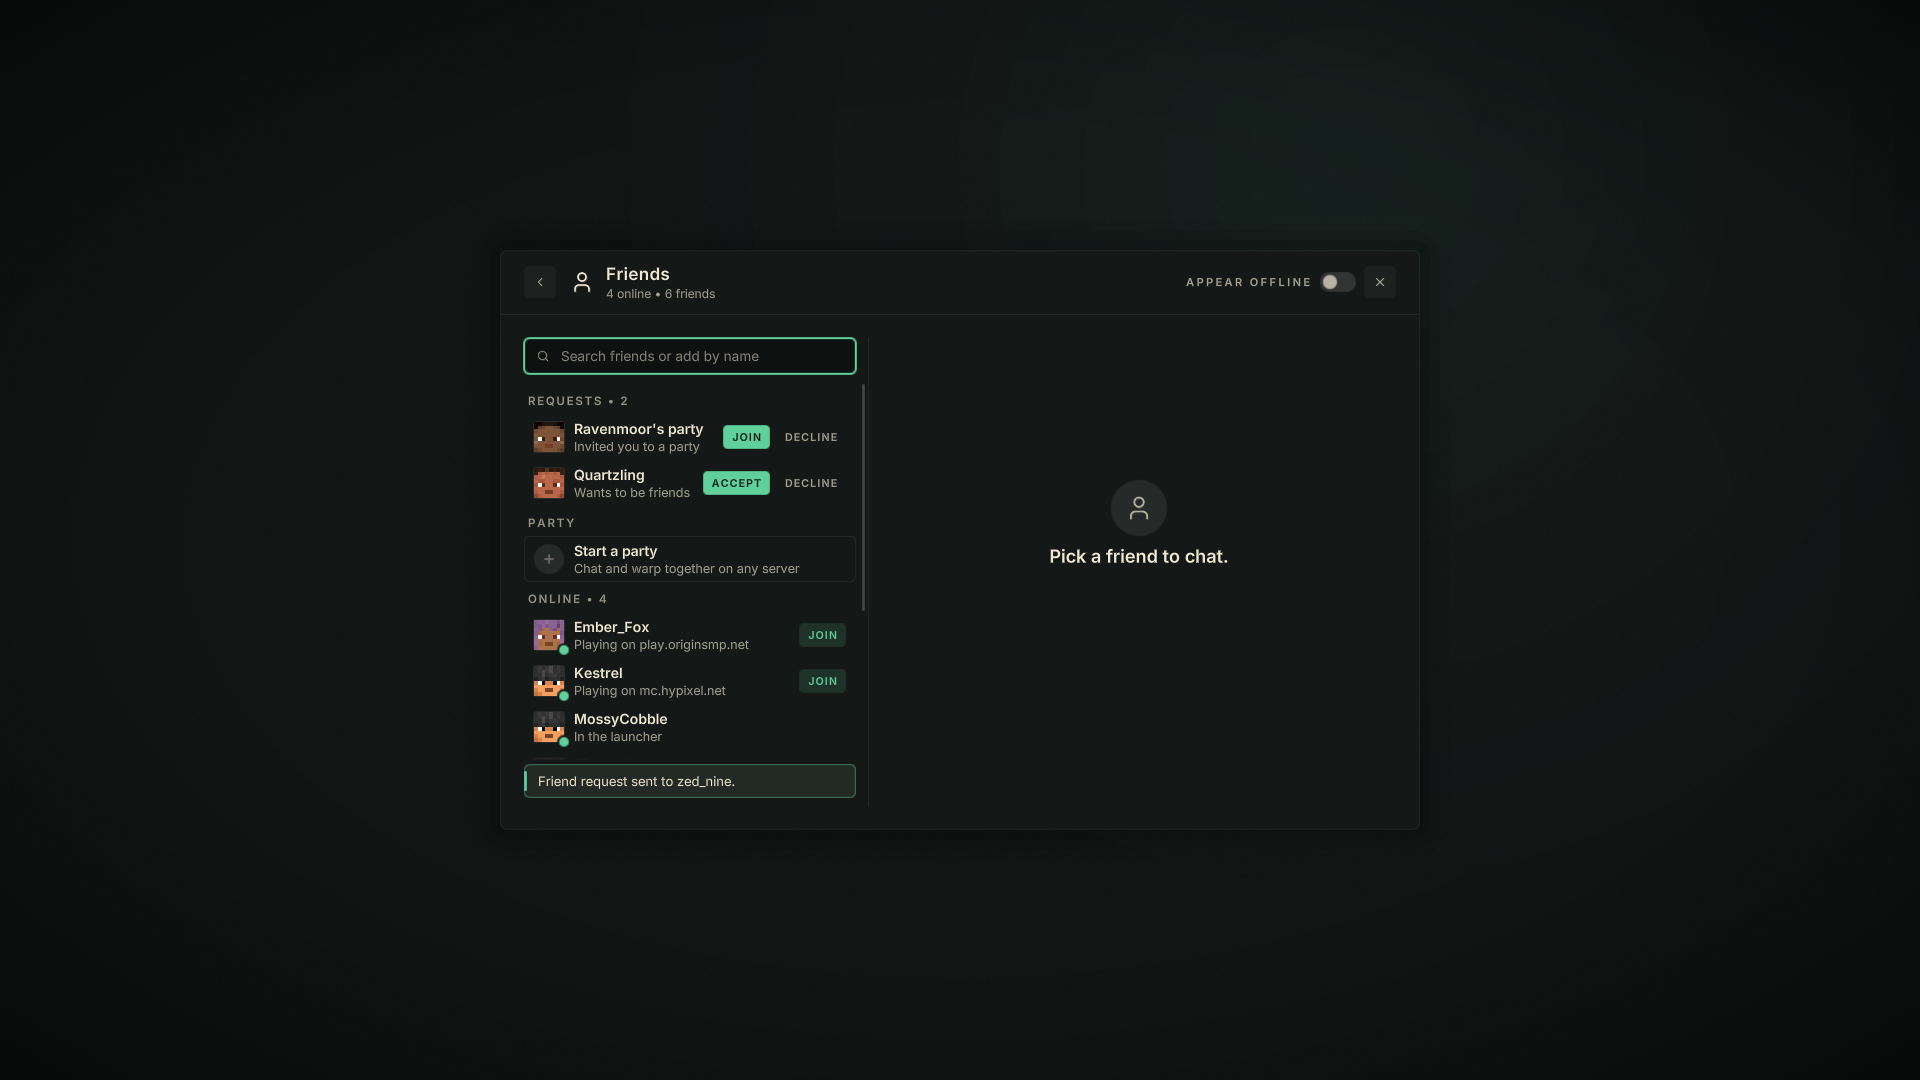 Friends
4 online • 6 friends
APPEAR OFFLINE
Search friends or add by name
REQUESTS • 2
Ravenmoor's party
Invited you to a party
JOIN
DECLINE
Quartzling
Wants to be friends
ACCEPT
DECLINE
PARTY
Start a party
Chat and warp together on any server
ONLINE • 4
Ember_Fox
Playing on play.originsmp.net
JOIN
Kestrel
Playing on mc.hypixel.net
JOIN
MossyCobble
In the launcher
Friend request sent to zed_nine.
Pick a friend to chat.